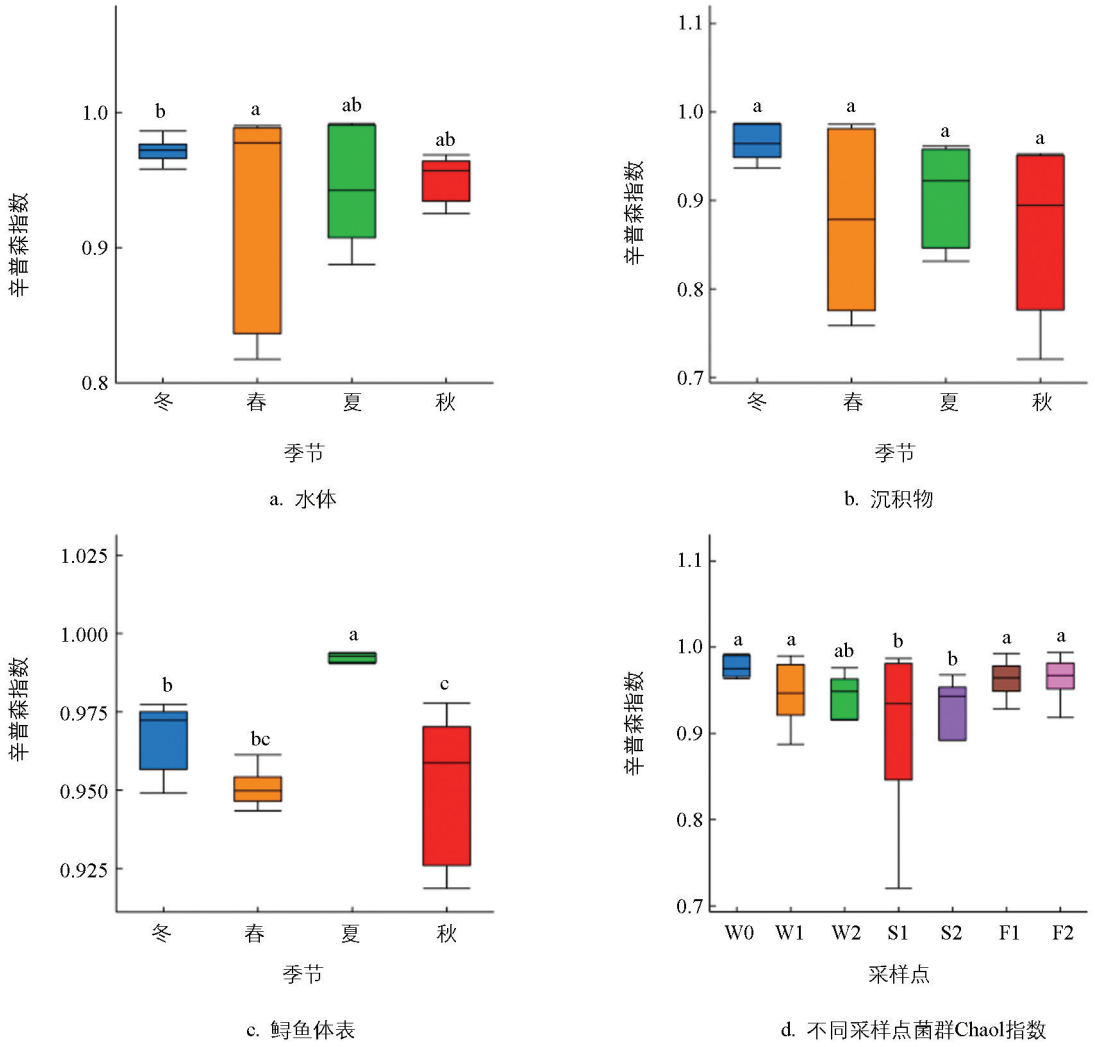 1.0
0.9
0.8
辛普森指数
b
a
ab
ab
冬
春
夏
秋
季节
a. 水体
1.1
1.0
0.9
0.8
0.7
辛普森指数
a
a
a
a
冬
春
夏
秋
季节
b. 沉积物
1.025
1.000
0.975
0.950
0.925
辛普森指数
b
bc
a
c
冬
春
夏
秋
季节
c. 鲟鱼体表
1.1
1.0
0.9
0.8
0.7
辛普森指数
a
a
ab
b
b
a
a
W0
W1
W2
S1
S2
F1
F2
采样点
d. 不同采样点菌群Chaol指数